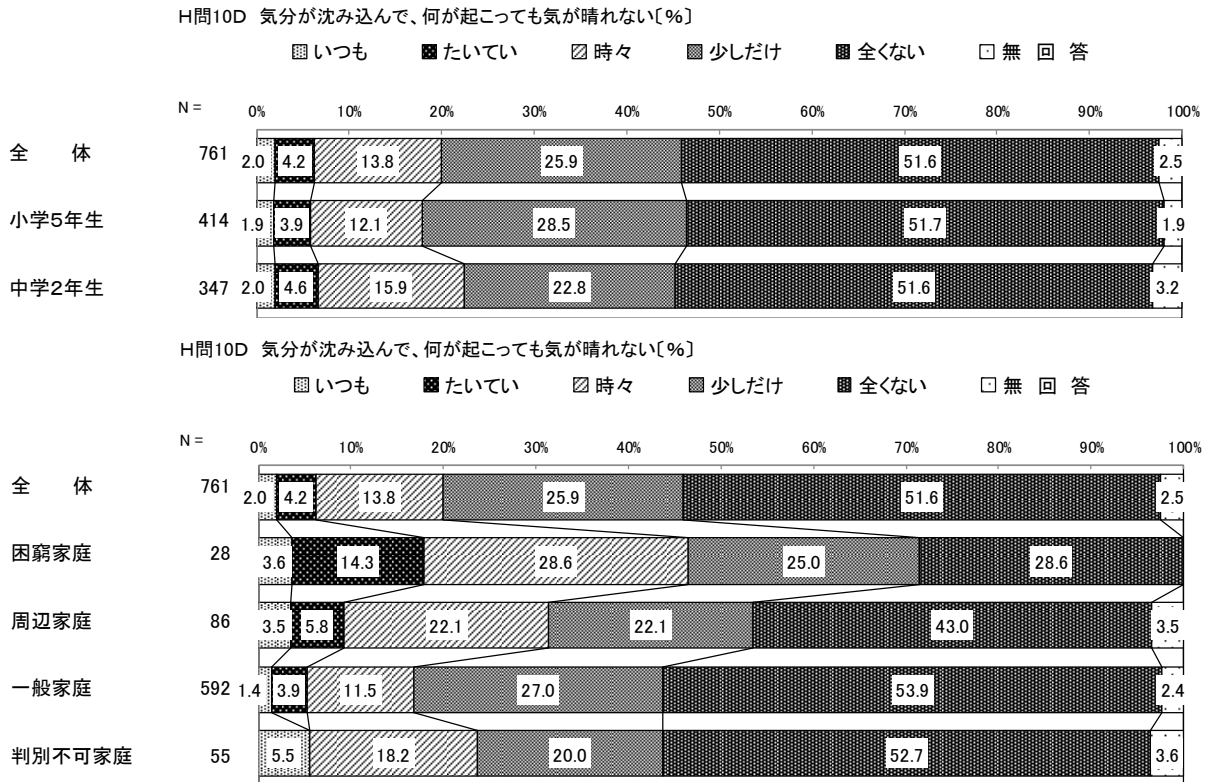 H問10D 気分が沈み込んで、何が起こっても気が晴れない〔%〕
いつも たいてい 時々 少しだけ 全くない 無 回 答
N = 0% 10% 20% 30% 40% 50% 60% 70% 80% 90% 100%
全 体 761 2.0 4.2 13.8 25.9 51.6 2.5
小学5年生 414 1.9 3.9 12.1 28.5 51.7 1.9
中学2年生 347 2.0 4.6 15.9 22.8 51.6 3.2
H問10D 気分が沈み込んで、何が起こっても気が晴れない〔%〕
いつも たいてい 時々 少しだけ 全くない 無 回 答
N = 0% 10% 20% 30% 40% 50% 60% 70% 80% 90% 100%
全 体 761 2.0 4.2 13.8 25.9 51.6 2.5
困窮家庭 28 3.6 14.3 28.6 25.0 28.6
周辺家庭 86 3.5 5.8 22.1 22.1 43.0 3.5
一般家庭 592 1.4 3.9 11.5 27.0 53.9 2.4
判別不可家庭 55 5.5 18.2 20.0 52.7 3.6